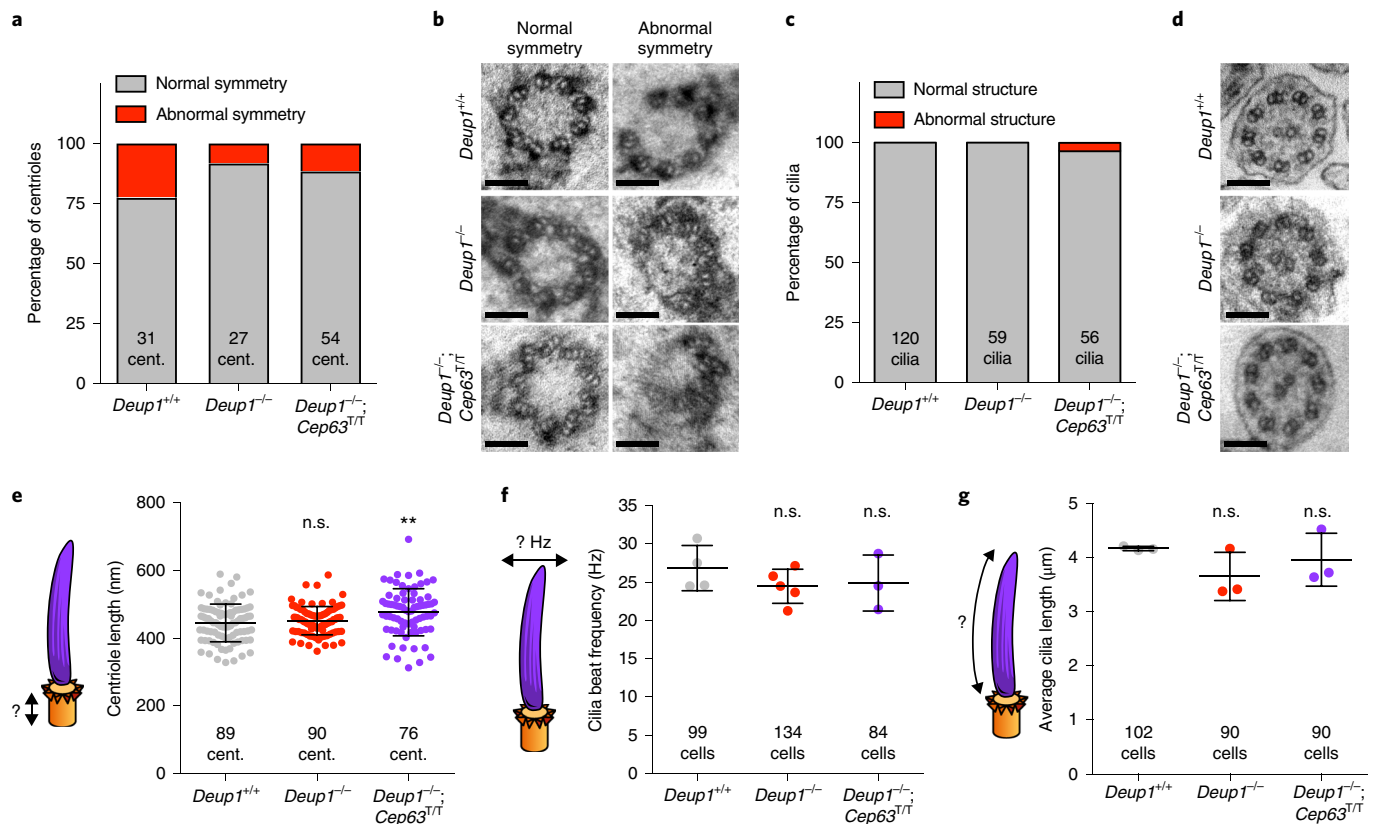 a
Normal symmetry
Abnormal symmetry
Percentage of centrioles
100
75
50
25
0
31
cent.
27
cent.
54
cent.
Deup1+/+
Deup1–/–
Deup1–/–;
Cep63T/T
b
Normal
symmetry
Abnormal
symmetry
Deup1+/+
Deup1–/–
Deup1–/–;
Cep63T/T
c
Normal structure
Abnormal structure
Percentage of cilia
100
75
50
25
0
120
cilia
59
cilia
56
cilia
Deup1+/+
Deup1–/–
Deup1–/–;
Cep63T/T
d
Deup1+/+
Deup1–/–
Deup1–/–;
Cep63T/T
e
?
Centriole length (nm)
800
600
400
200
0
n.s.
**
89
cent.
90
cent.
76
cent.
Deup1+/+
Deup1–/–
Deup1–/–;
Cep63T/T
f
? Hz
Cilia beat frequency (Hz)
35
30
25
20
15
10
5
0
n.s.
n.s.
99
cells
134
cells
84
cells
Deup1+/+
Deup1–/–
Deup1–/–;
Cep63T/T
g
?
Average cilia length (μm)
5
4
3
2
1
0
n.s.
n.s.
102
cells
90
cells
90
cells
Deup1+/+
Deup1–/–
Deup1–/–;
Cep63T/T